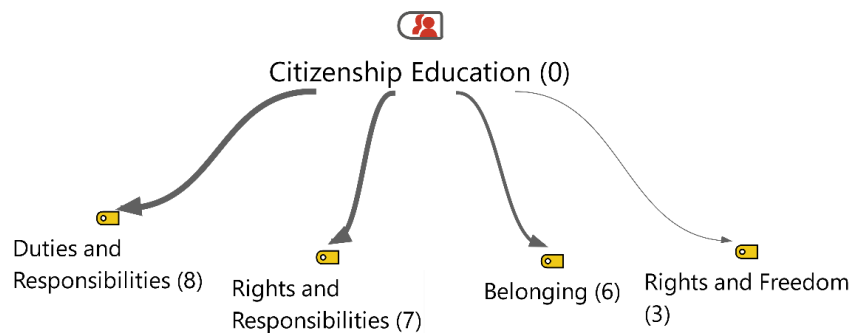 Citizenship Education (0)
Duties and
Responsibilities (8)
Rights and
Responsibilities (7)
Belonging (6)
Rights and Freedom
(3)